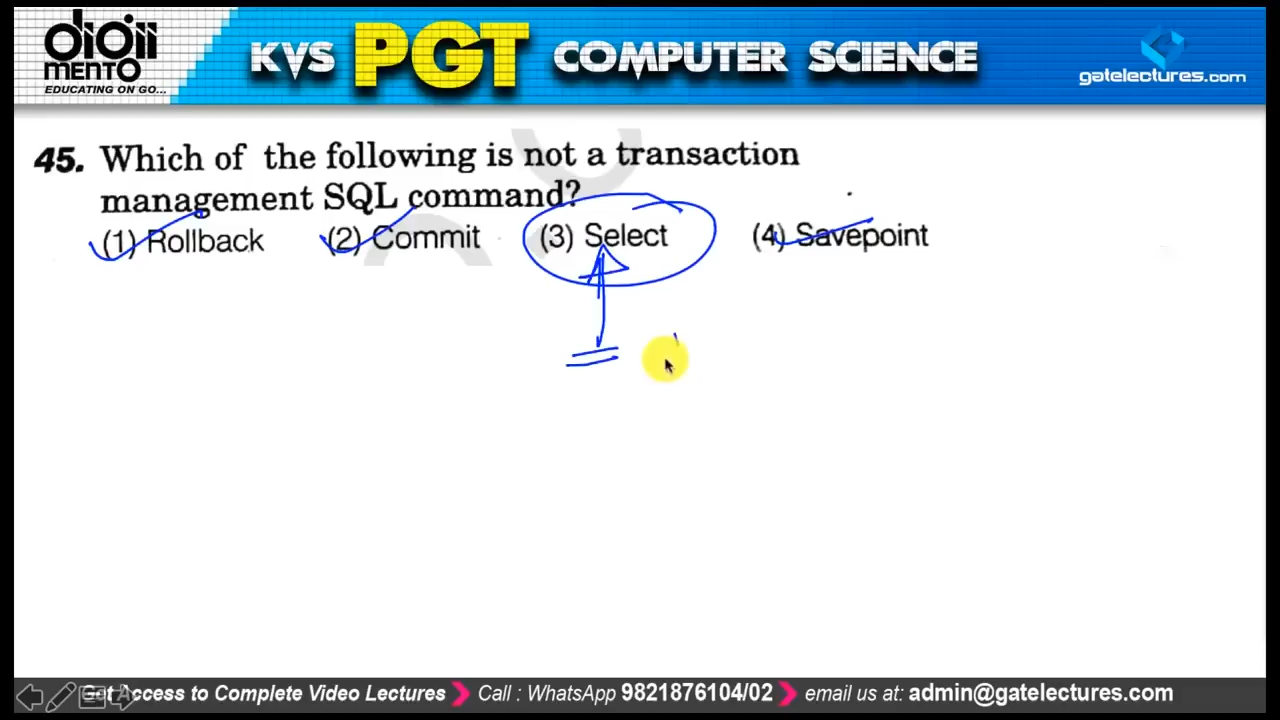 digii
MENTO
EDUCATING ON GO...
KVS PGT COMPUTER SCIENCE
gatelectures.com
45. Which of the following is not a transaction
management SQL command?
(1) Rollback (2) Commit (3) Select (4) Savepoint
Get Access to Complete Video Lectures Call : WhatsApp 9821876104/02 email us at: admin@gatelectures.com